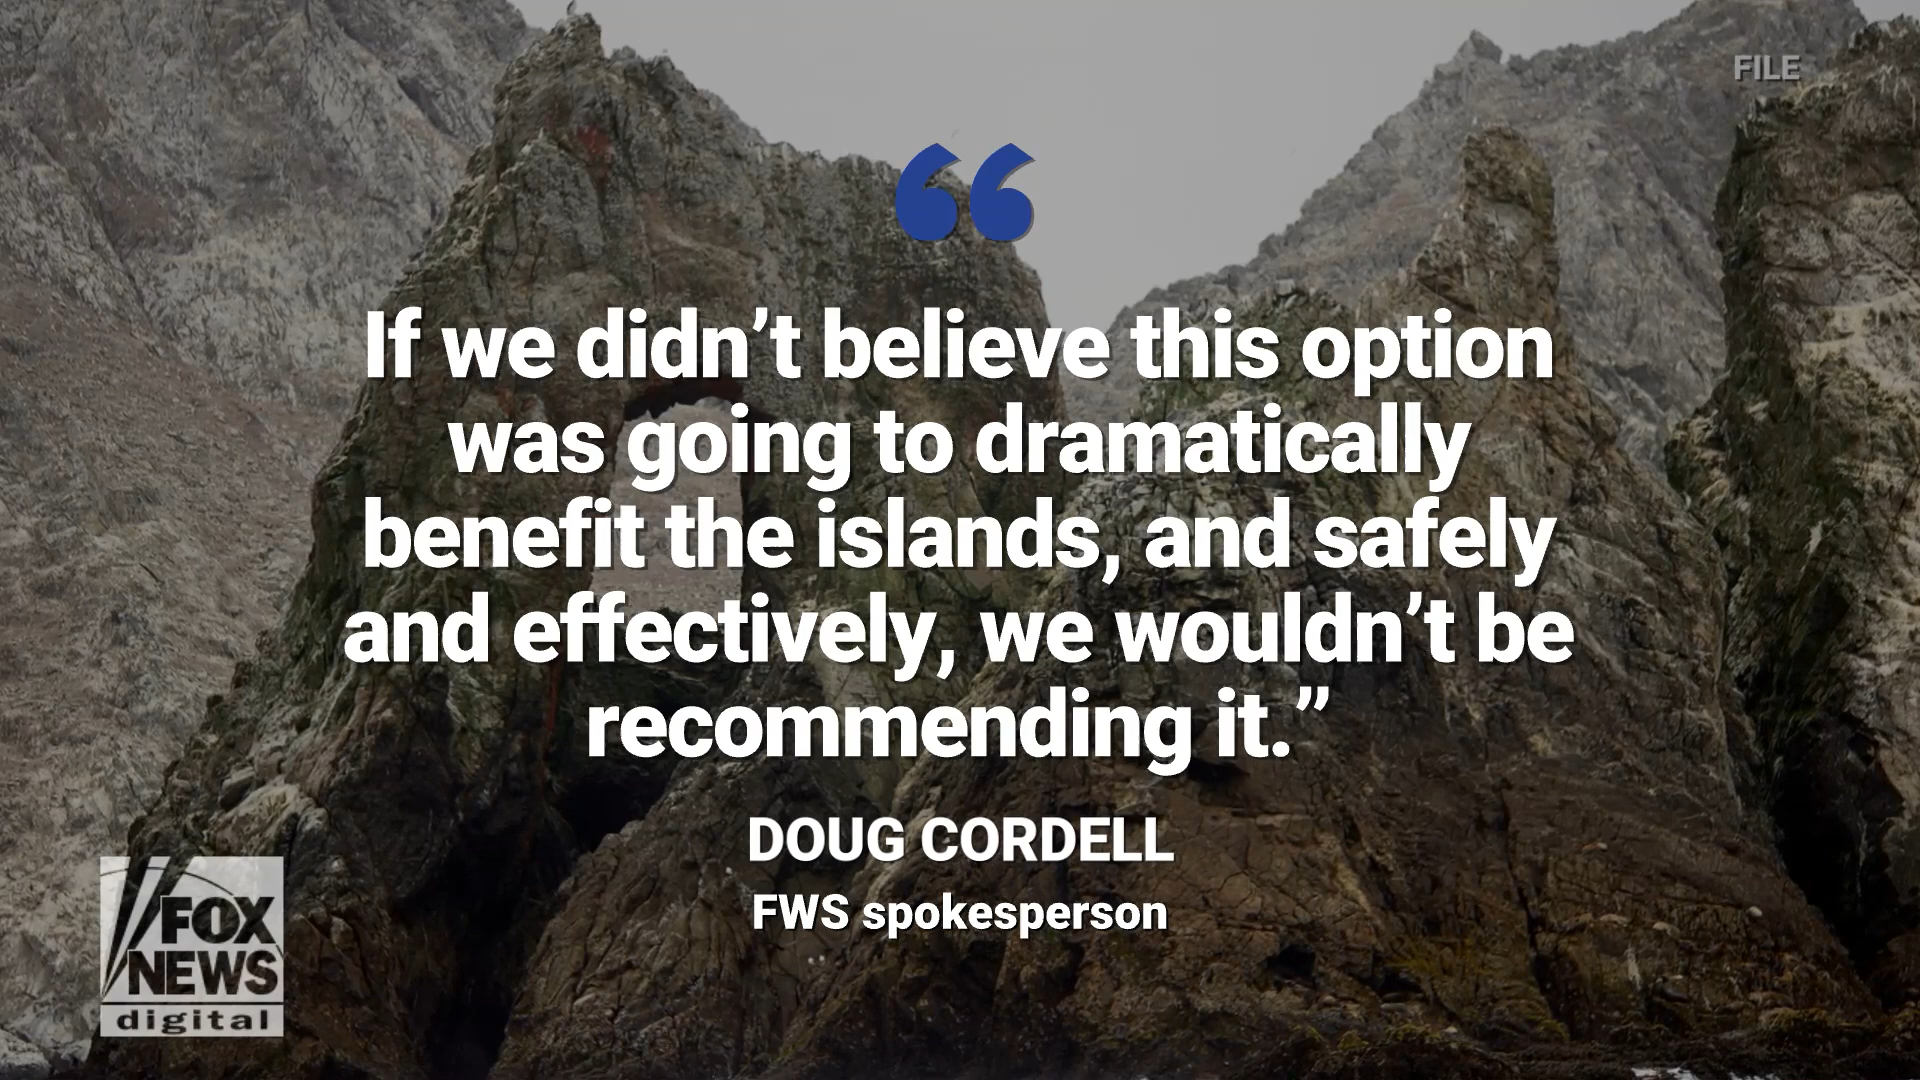 FILE
“
If we didn’t believe this option
was going to dramatically
benefit the islands, and safely
and effectively, we wouldn’t be
recommending it.”
DOUG CORDELL
FWS spokesperson
FOX
NEWS
digital